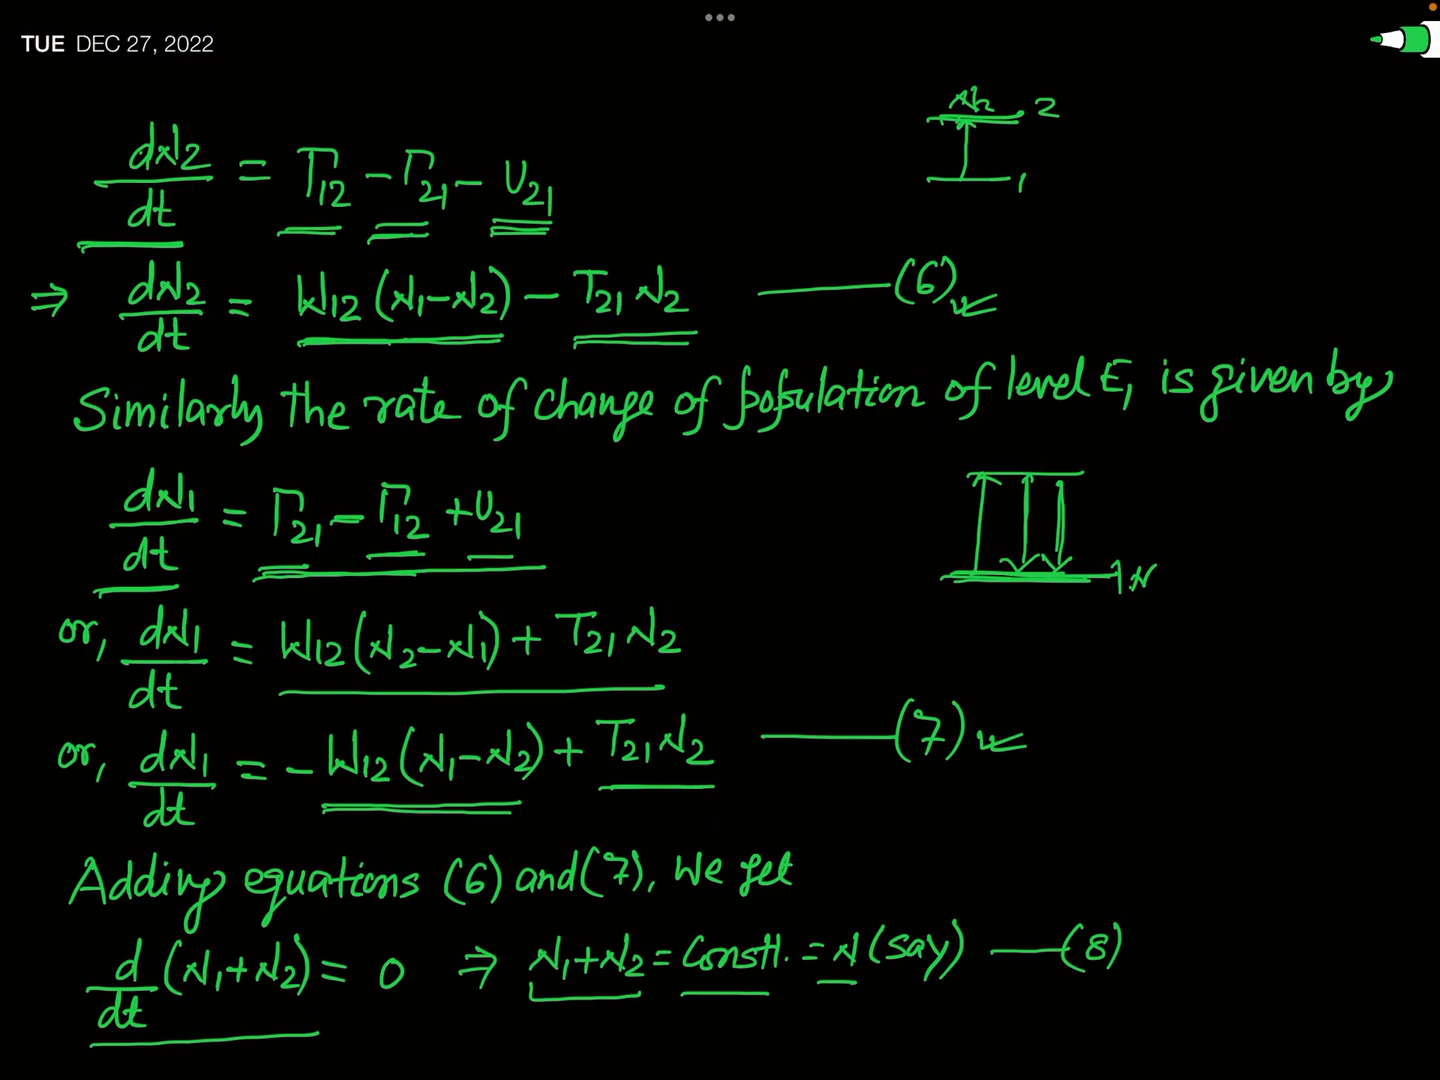 TUE DEC 27, 2022
N2 2
1
dN2/dt = Γ12 - Γ21 - U21
⇒ dN2/dt = W12 (N1-N2) - T21 N2 ——(6)
Similarly the rate of change of population of level E1 is given by,
dN1/dt = Γ21 - Γ12 + U21
or, dN1/dt = W12 (N2-N1) + T21 N2
or, dN1/dt = - W12 (N1-N2) + T21 N2 ——(7)
Adding equations (6) and (7), we get
d/dt (N1+N2) = 0 ⇒ N1+N2 = Constt. = N (say) ——(8)